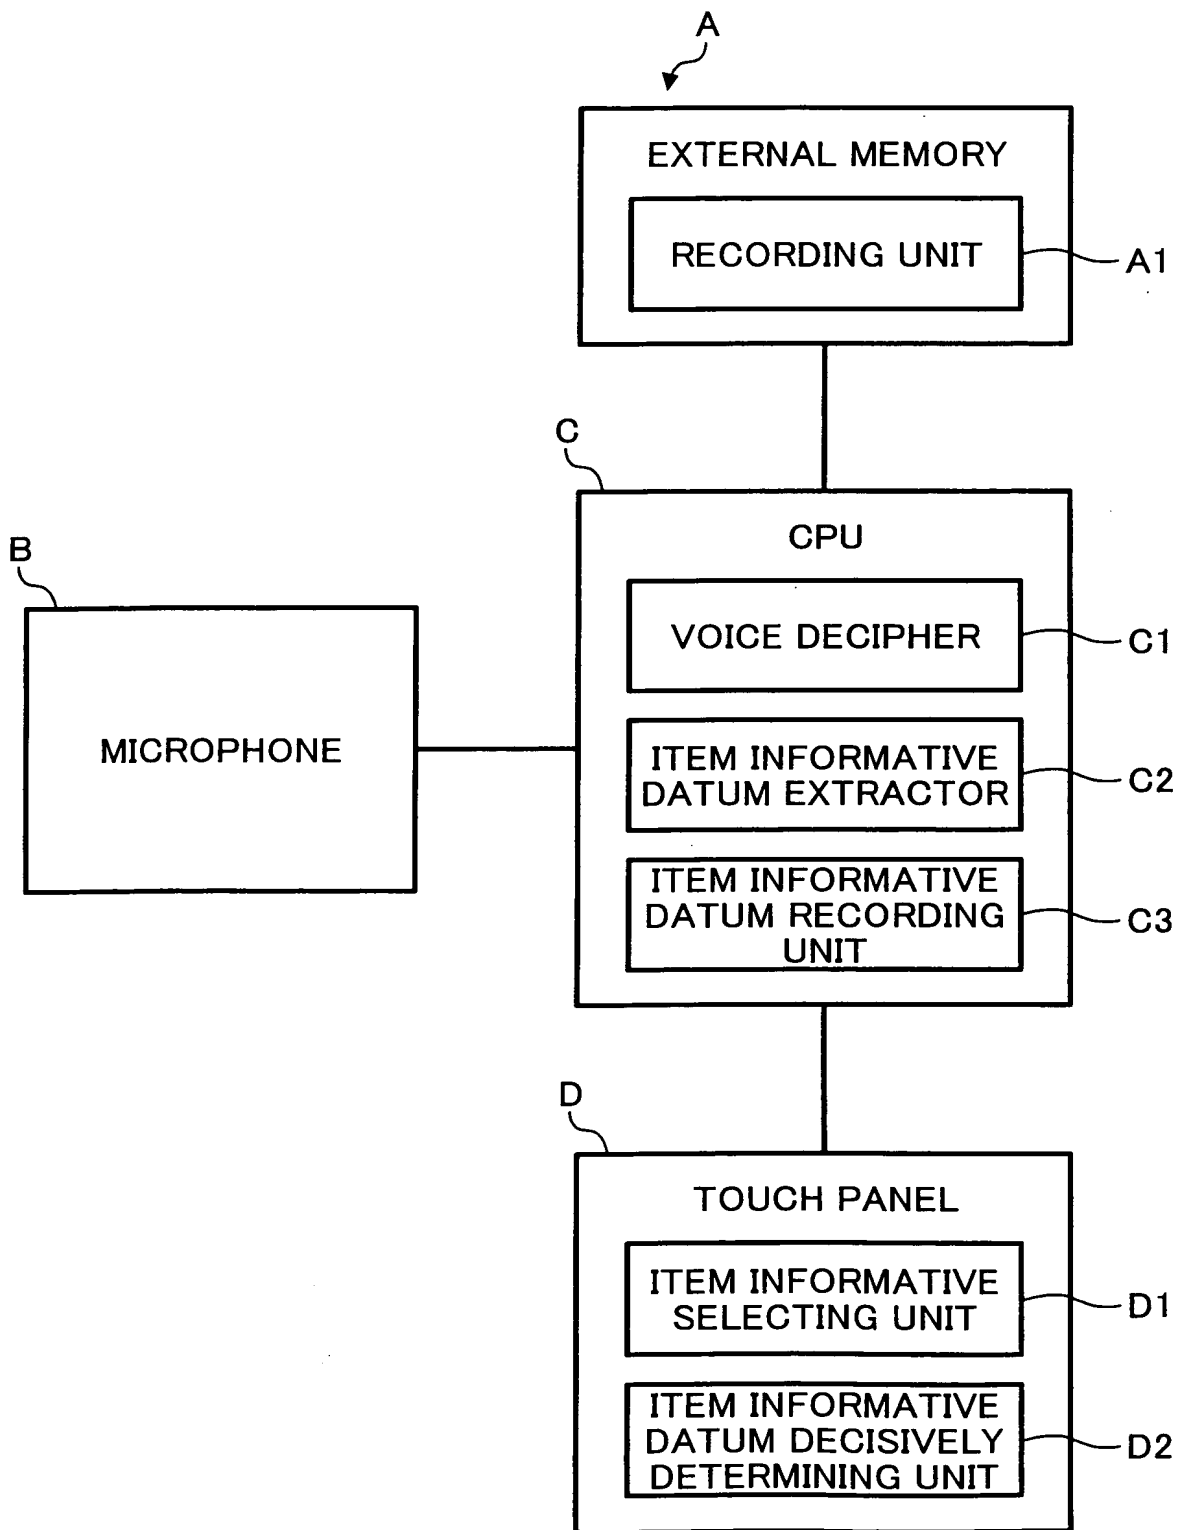 A
EXTERNAL MEMORY
RECORDING UNIT
A1
C
CPU
B
MICROPHONE
VOICE DECIPHER
C1
ITEM INFORMATIVE
DATUM EXTRACTOR
C2
ITEM INFORMATIVE
DATUM RECORDING
UNIT
C3
D
TOUCH PANEL
ITEM INFORMATIVE
SELECTING UNIT
D1
ITEM INFORMATIVE
DATUM DECISIVELY
DETERMINING UNIT
D2